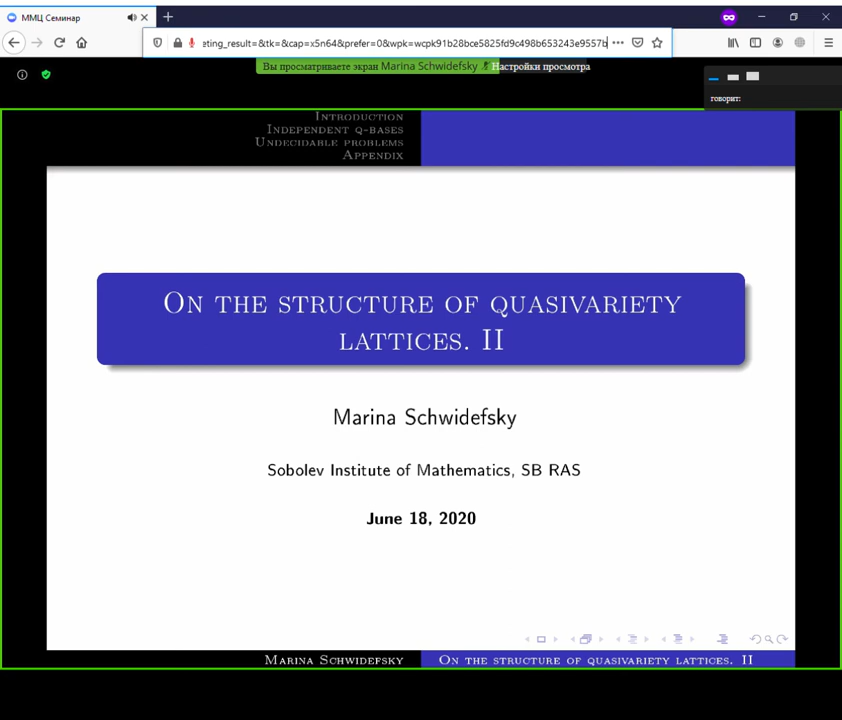 ММЦ Семинар
eting_result=&tk=&cap=x5n64&prefer=0&wpk=wcpk91b28bce5825fd9c498b653243e9557b
Вы просматриваете экран Marina Schwidefsky Настройки просмотра
говорит:
INTRODUCTION
INDEPENDENT Q-BASES
UNDECIDABLE PROBLEMS
APPENDIX
ON THE STRUCTURE OF QUASIVARIETY
LATTICES. II
Marina Schwidefsky
Sobolev Institute of Mathematics, SB RAS
June 18, 2020
MARINA SCHWIDEFSKY ON THE STRUCTURE OF QUASIVARIETY LATTICES. II